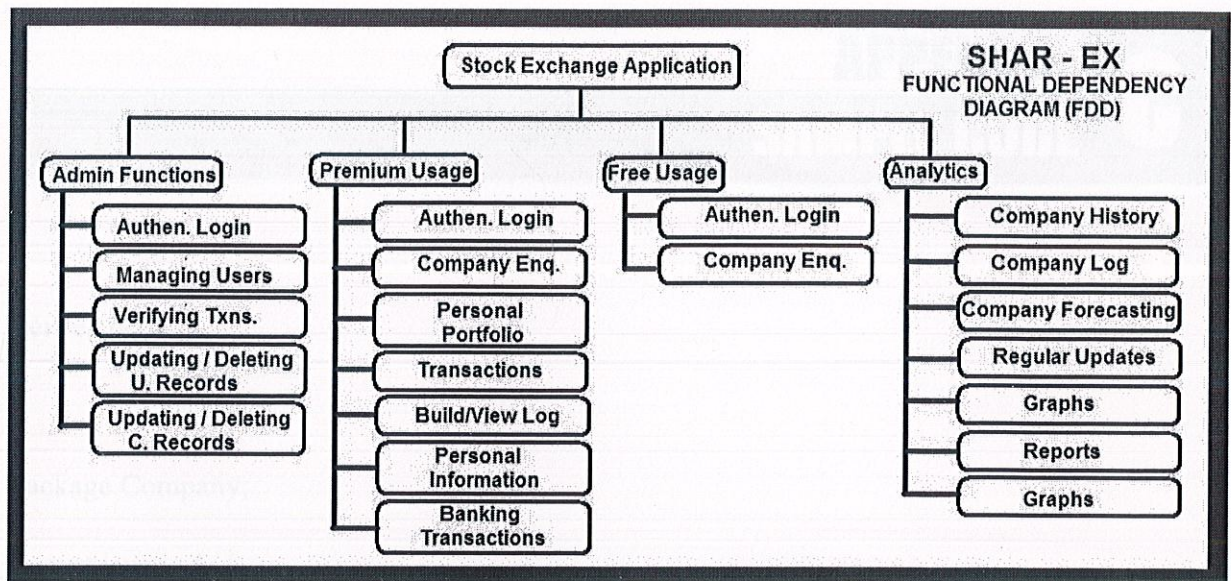 Stock Exchange Application
SHAR - EX
FUNCTIONAL DEPENDENCY
DIAGRAM (FDD)
Admin Functions
Authen. Login
Managing Users
Verifying Txns.
Updating / Deleting
U. Records
Updating / Deleting
C. Records
Premium Usage
Authen. Login
Company Enq.
Personal
Portfolio
Transactions
Build/View Log
Personal
Information
Banking
Transactions
Free Usage
Authen. Login
Company Enq.
Analytics
Company History
Company Log
Company Forecasting
Regular Updates
Graphs
Reports
Graphs
ackage Company.